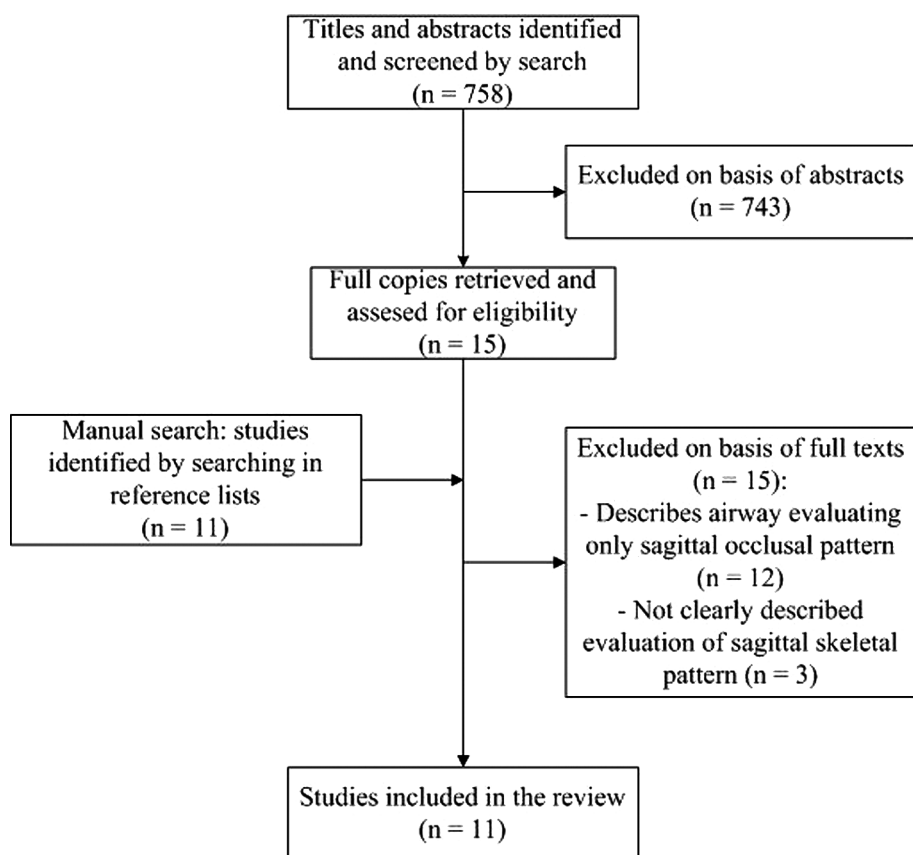 Titles and abstracts identified
and screened by search
(n = 758)
Excluded on basis of abstracts
(n = 743)
Full copies retrieved and
assesed for eligibility
(n = 15)
Manual search: studies
identified by searching in
reference lists
(n = 11)
Excluded on basis of full texts
(n = 15):
- Describes airway evaluating
only sagittal occlusal pattern
(n = 12)
- Not clearly described
evaluation of sagittal skeletal
pattern (n = 3)
Studies included in the review
(n = 11)